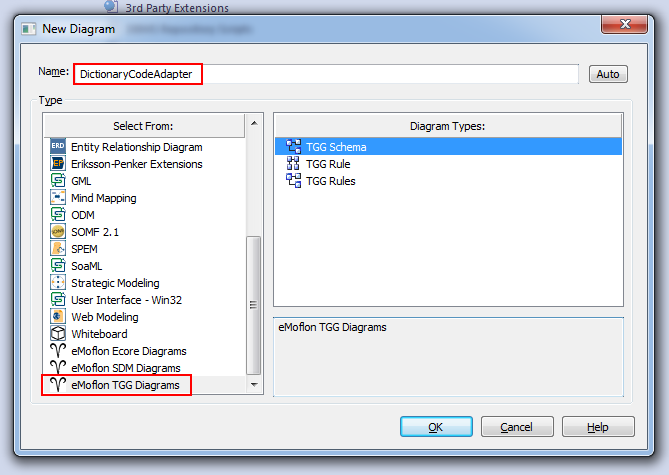 3rd Party Extensions
New Diagram
Name:
DictionaryCodeAdapter
Auto
Type
Select From:
Entity Relationship Diagram
Eriksson-Penker Extensions
GML
Mind Mapping
ODM
SOMF 2.1
SPEM
SoaML
Strategic Modeling
User Interface - Win32
Web Modeling
Whiteboard
eMoflon Ecore Diagrams
eMoflon SDM Diagrams
eMoflon TGG Diagrams
Diagram Types:
TGG Schema
TGG Rule
TGG Rules
eMoflon TGG Diagrams
OK
Cancel
Help